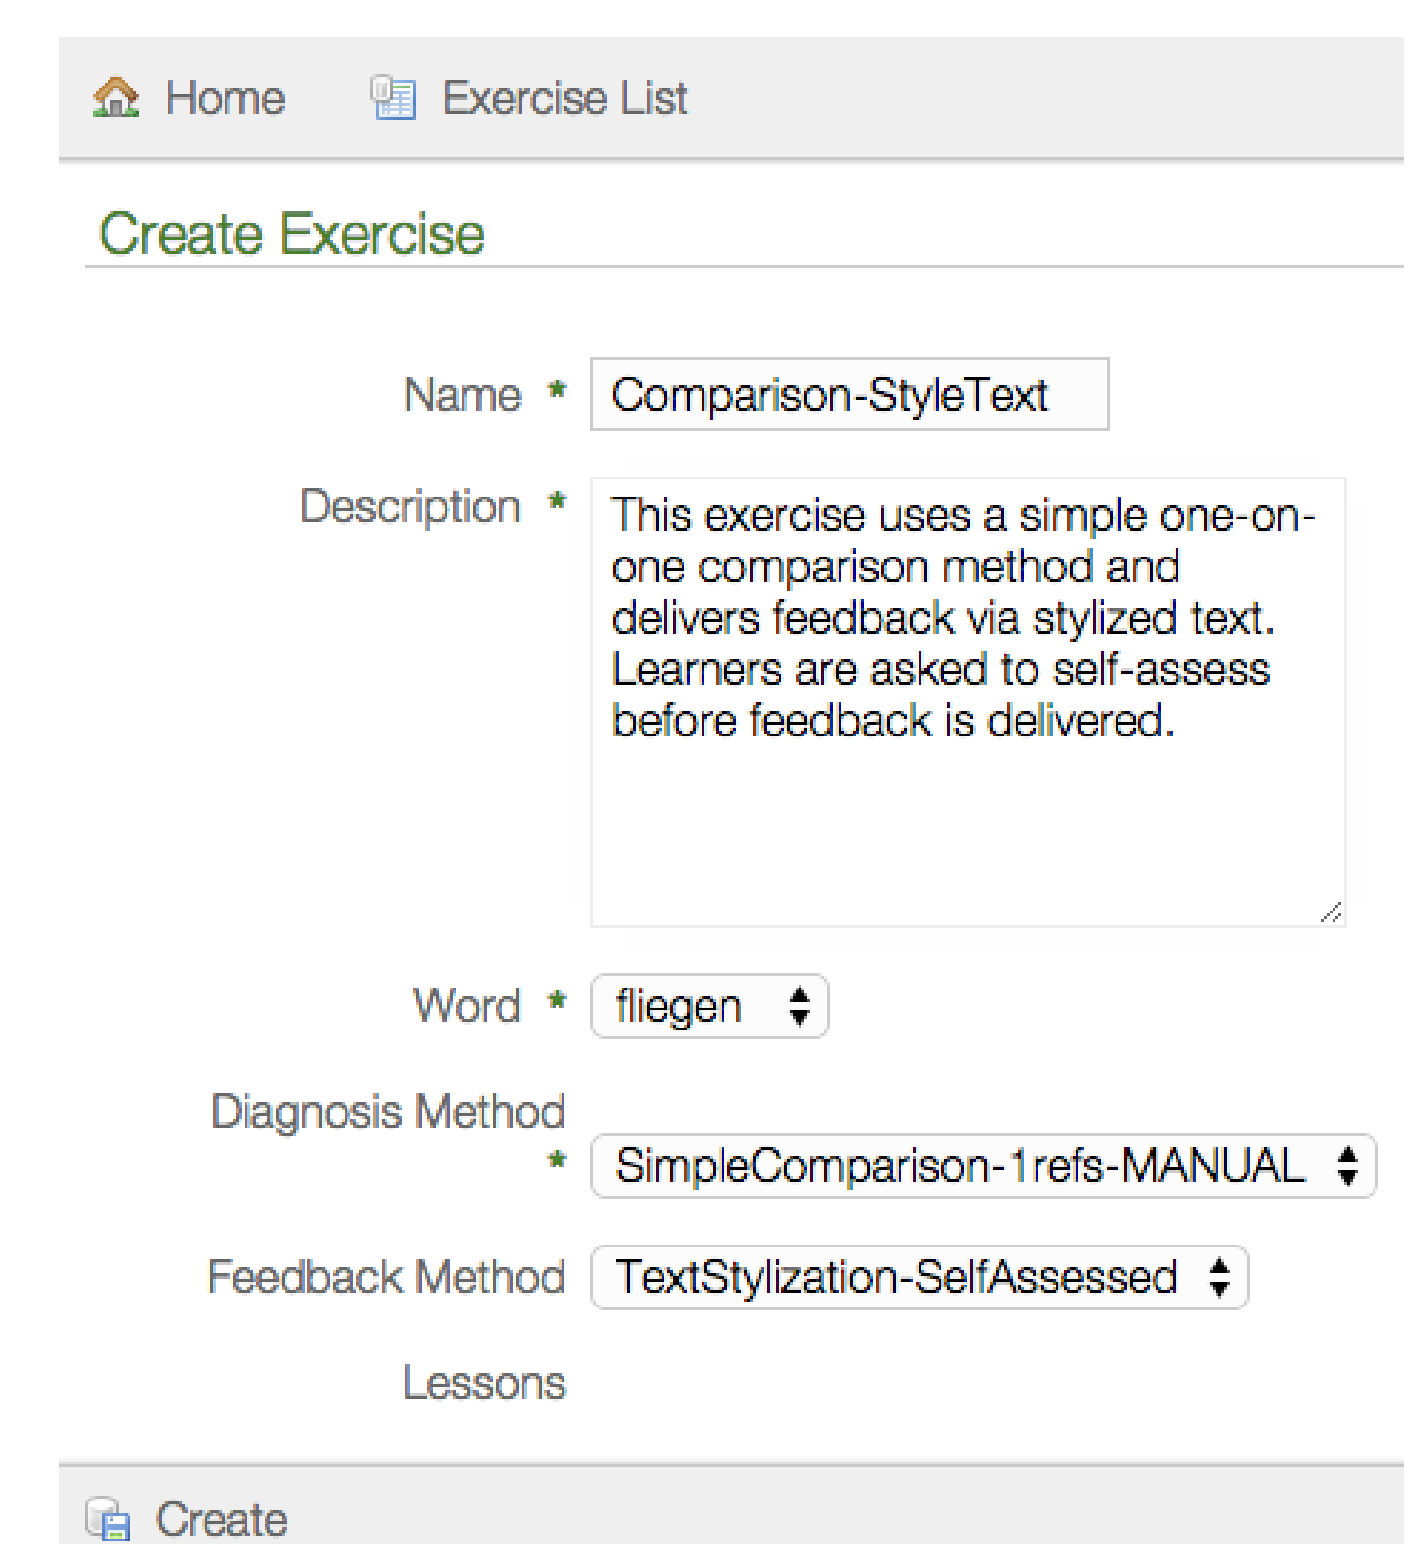 Home Exercise List
Create Exercise
Name * Comparison-StyleText
Description * This exercise uses a simple one-on-
one comparison method and
delivers feedback via stylized text.
Learners are asked to self-assess
before feedback is delivered.
Word * fliegen
Diagnosis Method
* SimpleComparison-1refs-MANUAL
Feedback Method TextStylization-SelfAssessed
Lessons
Create